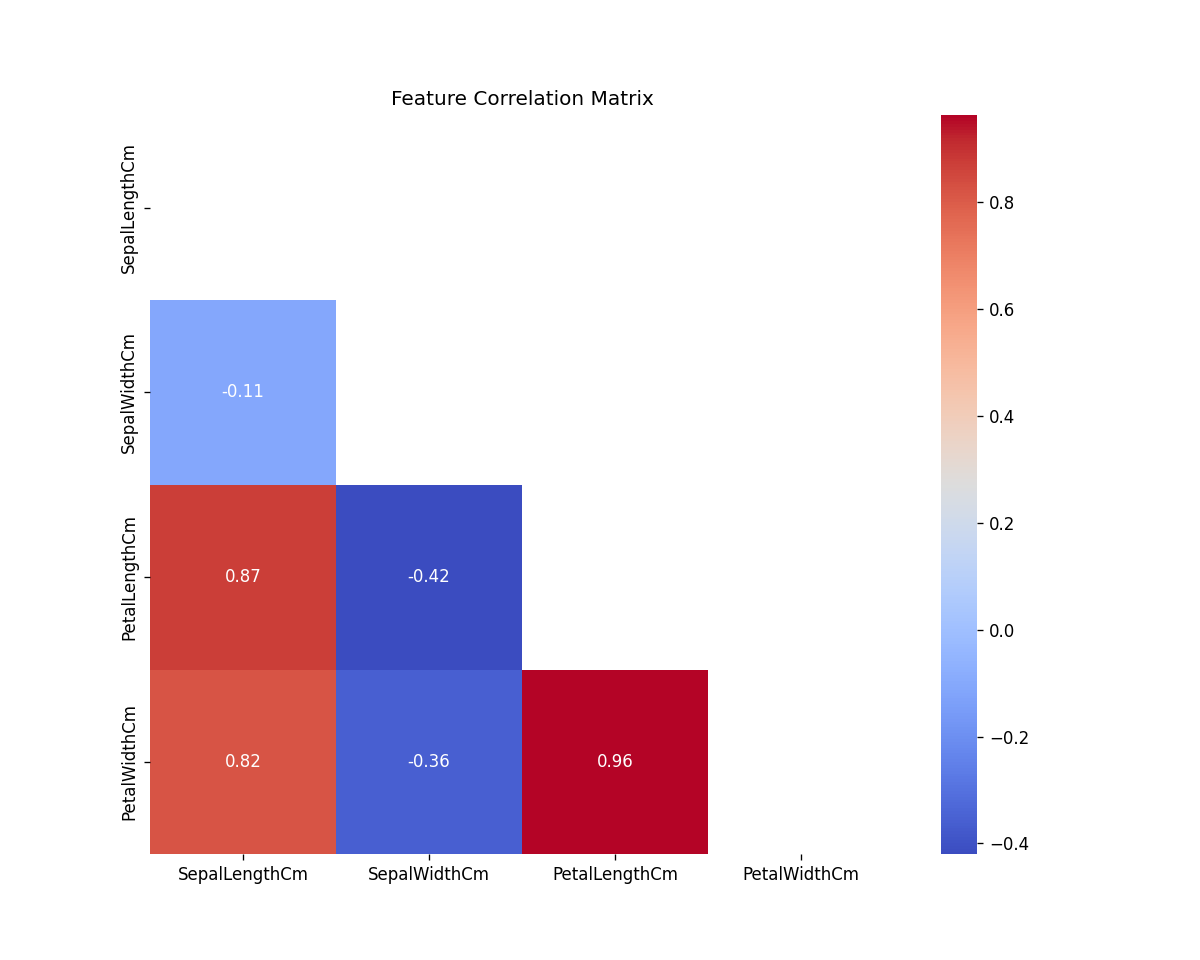 Feature Correlation Matrix
SepalLengthCm
SepalWidthCm
PetalLengthCm
PetalWidthCm
-0.11
0.87 -0.42
0.82 -0.36 0.96
SepalLengthCm SepalWidthCm PetalLengthCm PetalWidthCm
0.8
0.6
0.4
0.2
0.0
−0.2
−0.4